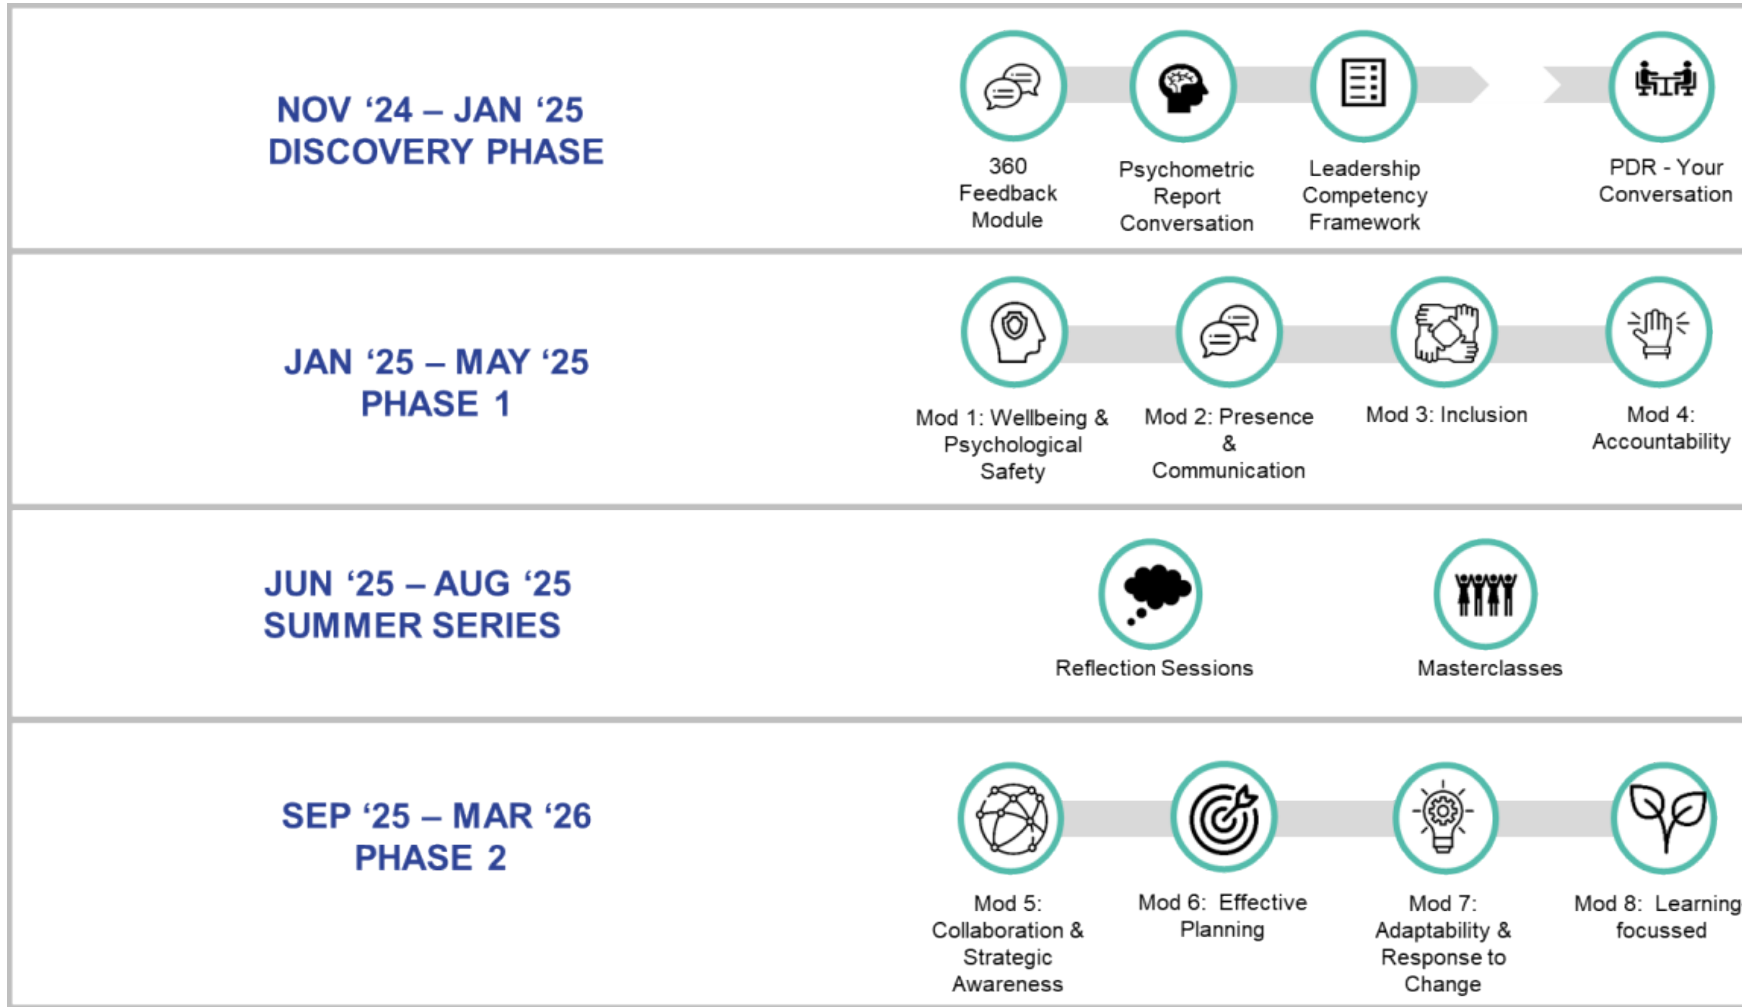 NOV ‘24 – JAN ‘25
DISCOVERY PHASE
360
Feedback
Module
Psychometric
Report
Conversation
Leadership
Competency
Framework
PDR - Your
Conversation
JAN ‘25 – MAY ‘25
PHASE 1
Mod 1: Wellbeing &
Psychological
Safety
Mod 2: Presence
&
Communication
Mod 3: Inclusion
Mod 4:
Accountability
JUN ‘25 – AUG ‘25
SUMMER SERIES
Reflection Sessions
Masterclasses
SEP ‘25 – MAR ‘26
PHASE 2
Mod 5:
Collaboration &
Strategic
Awareness
Mod 6: Effective
Planning
Mod 7:
Adaptability &
Response to
Change
Mod 8: Learning
focussed